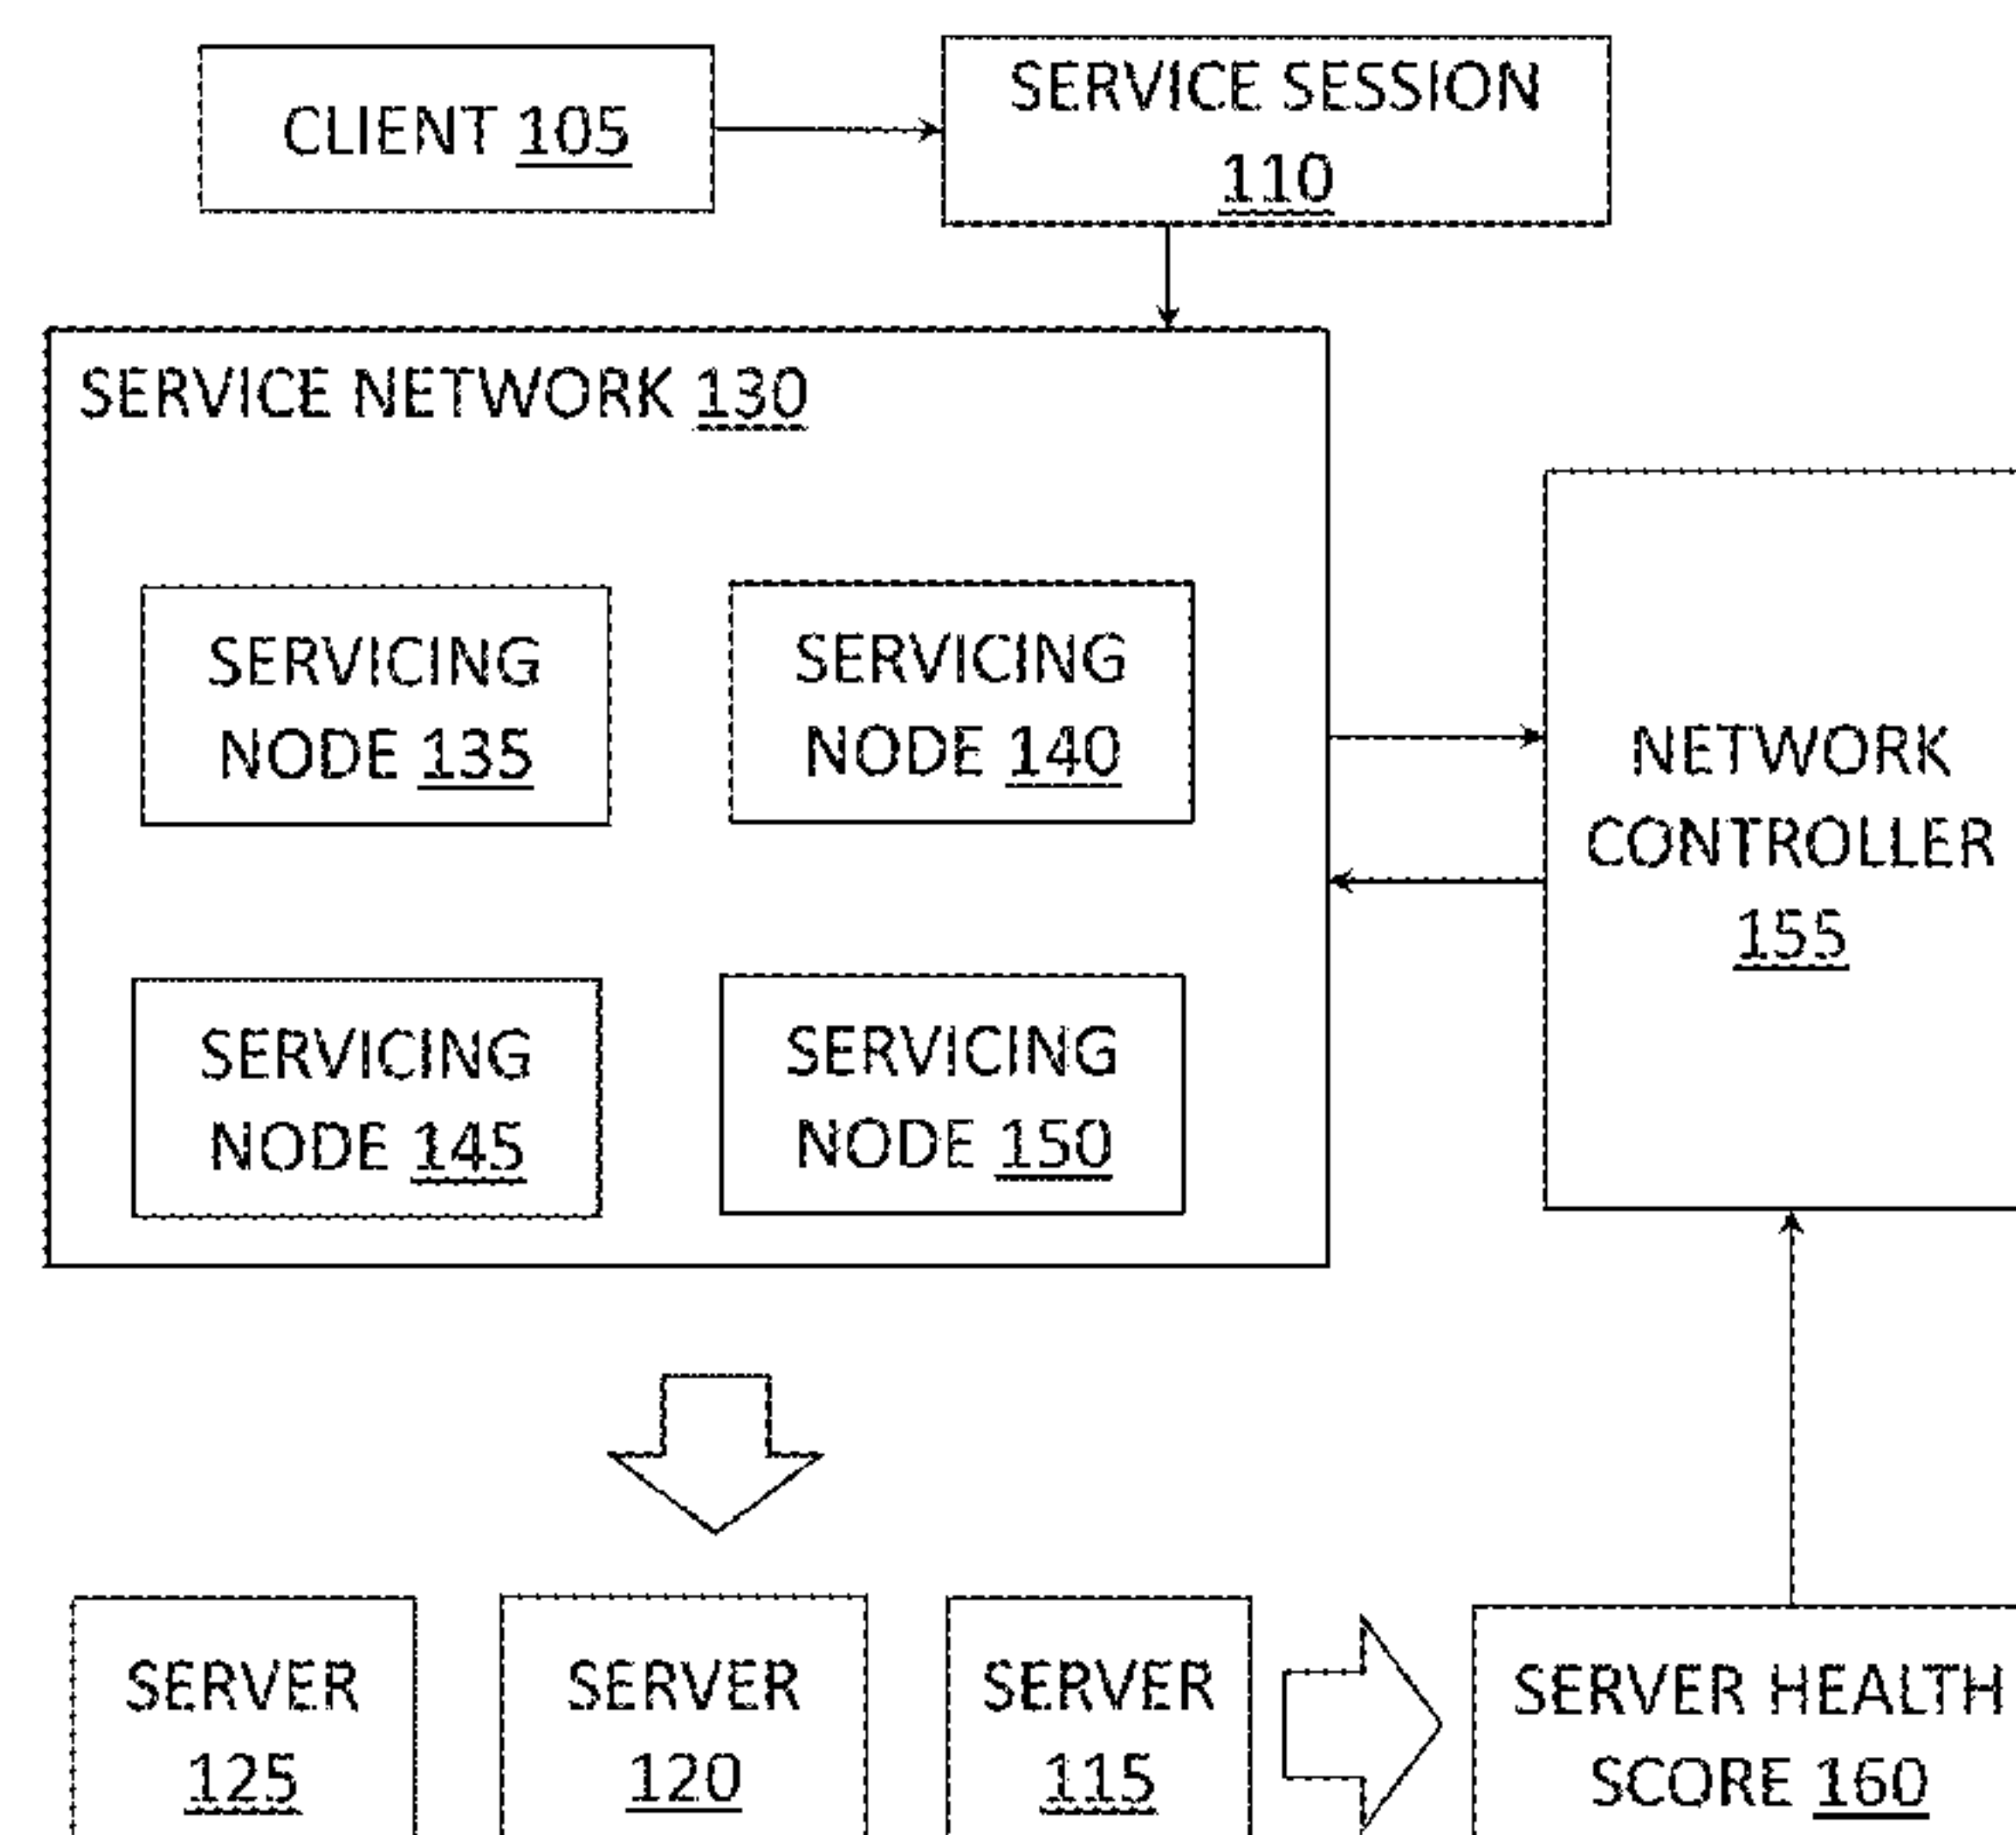 CLIENT 105
SERVICE SESSION
110
SERVICE NETWORK 130
SERVICING
NODE 135
SERVICING
NODE 140
SERVICING
NODE 145
SERVICING
NODE 150
NETWORK
CONTROLLER
155
SERVER
125
SERVER
120
SERVER
115
SERVER HEALTH
SCORE 160